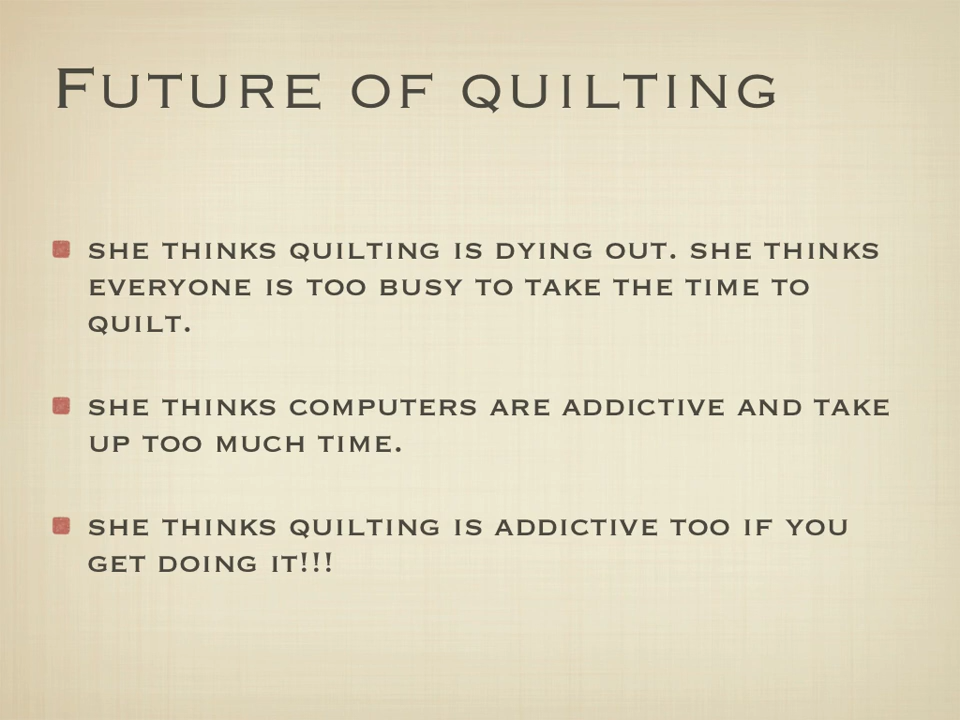 Future of quilting
she thinks quilting is dying out. she thinks
everyone is too busy to take the time to
quilt.
she thinks computers are addictive and take
up too much time.
she thinks quilting is addictive too if you
get doing it!!!